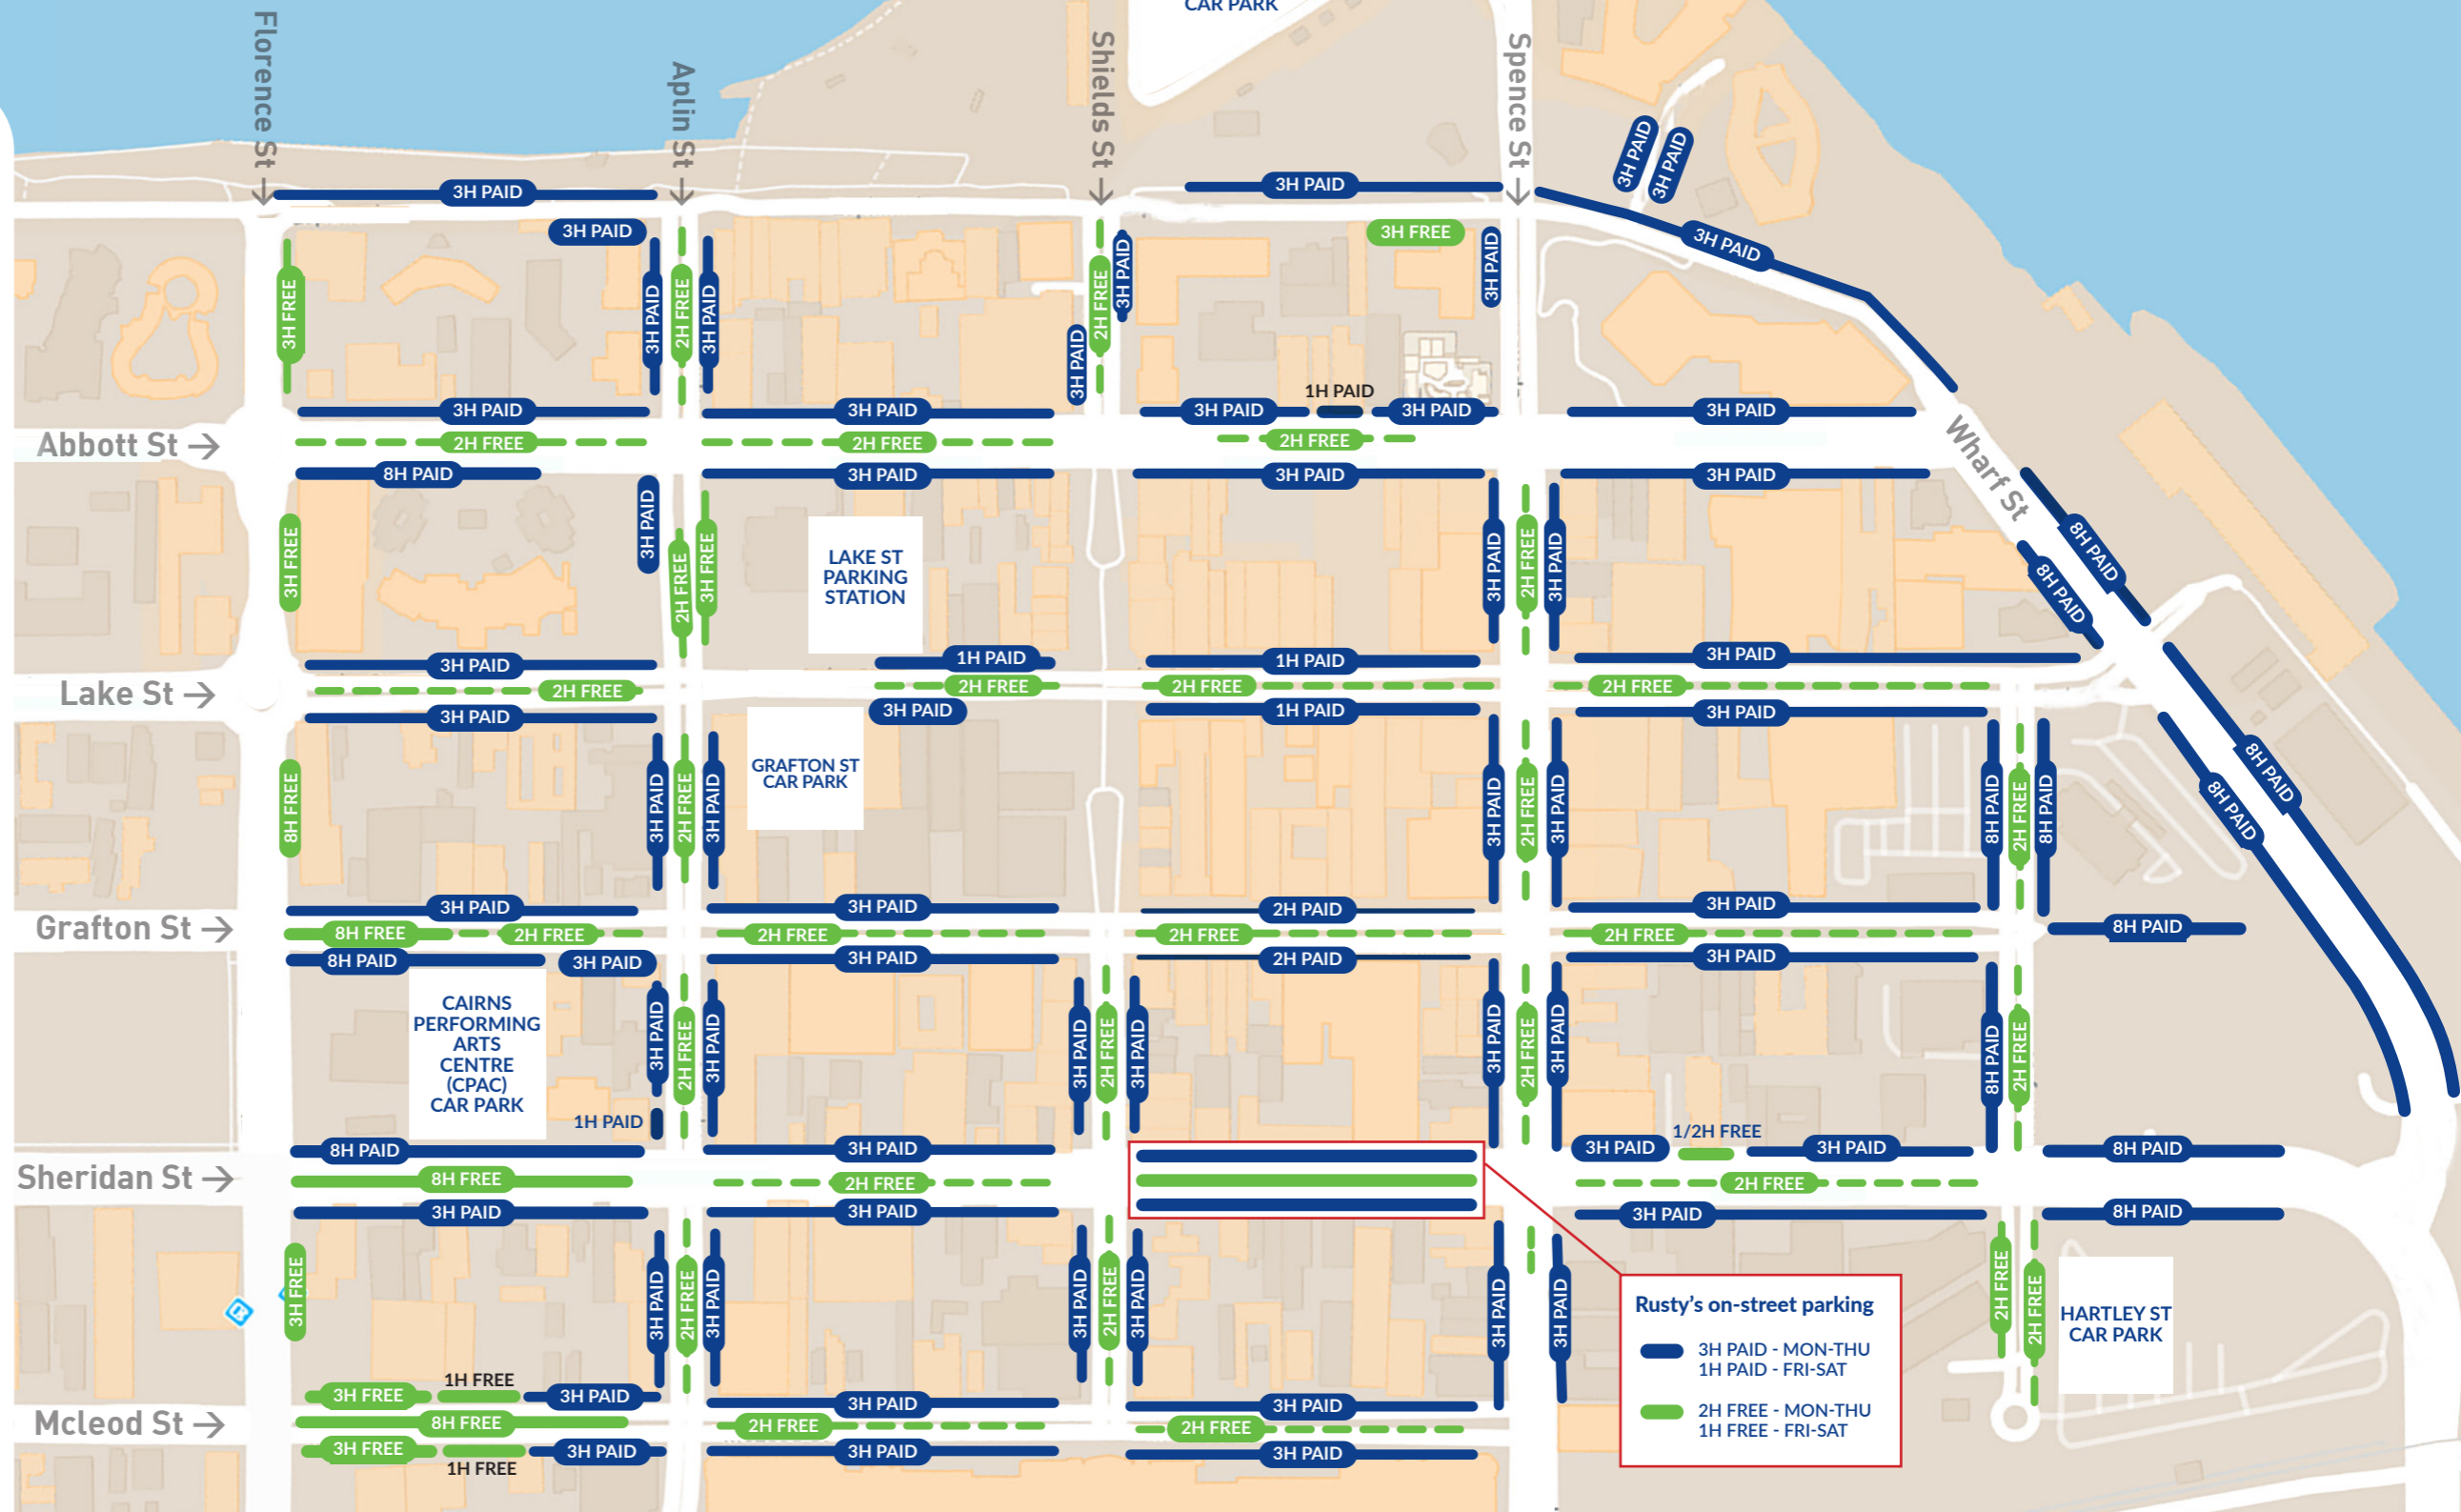 CAR PARK
Florence St
Aplin St
Shields St
Spence St
3H PAID
3H PAID
3H PAID
3H PAID
3H PAID
3H PAID
3H FREE
3H PAID
3H PAID
3H FREE
3H PAID
2H FREE
3H PAID
2H FREE
3H PAID
3H PAID
1H PAID
3H PAID
3H PAID
3H PAID
3H PAID
3H PAID
Abbott St
2H FREE
2H FREE
2H FREE
Wharf St
8H PAID
3H PAID
3H PAID
3H PAID
3H PAID
3H FREE
2H FREE
3H FREE
LAKE ST
PARKING
STATION
3H PAID
2H FREE
3H PAID
8H PAID
8H PAID
3H PAID
1H PAID
1H PAID
3H PAID
Lake St
2H FREE
2H FREE
2H FREE
2H FREE
3H PAID
3H PAID
1H PAID
3H PAID
8H FREE
3H PAID
2H FREE
3H PAID
GRAFTON ST
CAR PARK
3H PAID
2H FREE
3H PAID
8H PAID
2H FREE
8H PAID
8H PAID
8H PAID
3H PAID
3H PAID
2H PAID
3H PAID
Grafton St
8H FREE
2H FREE
2H FREE
2H FREE
2H FREE
8H PAID
8H PAID
3H PAID
3H PAID
2H PAID
3H PAID
CAIRNS
PERFORMING
ARTS
CENTRE
(CPAC)
CAR PARK
3H PAID
2H FREE
3H PAID
3H PAID
2H FREE
3H PAID
3H PAID
2H FREE
3H PAID
8H PAID
2H FREE
1H PAID
1/2H FREE
8H PAID
3H PAID
3H PAID
3H PAID
8H PAID
Sheridan St
8H FREE
2H FREE
2H FREE
3H PAID
3H PAID
3H PAID
8H PAID
3H FREE
3H PAID
2H FREE
3H PAID
3H PAID
2H FREE
3H PAID
3H PAID
3H PAID
2H FREE
2H FREE
HARTLEY ST
CAR PARK
Rusty's on-street parking
3H PAID - MON-THU
1H PAID - FRI-SAT
2H FREE - MON-THU
1H FREE - FRI-SAT
1H FREE
3H FREE
3H PAID
3H PAID
3H PAID
Mcleod St
8H FREE
2H FREE
2H FREE
3H FREE
3H PAID
3H PAID
3H PAID
1H FREE